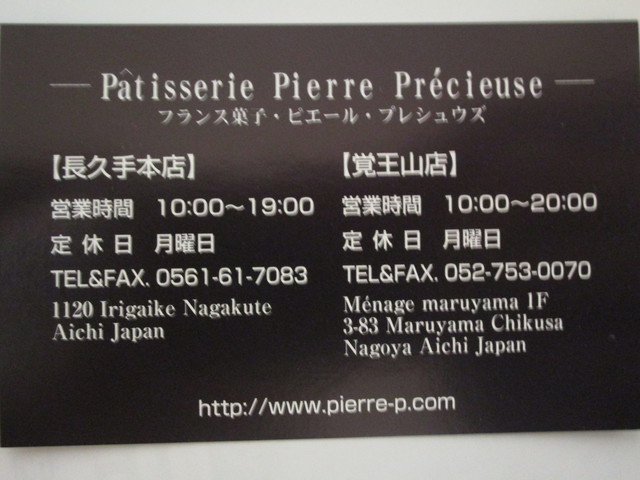 Pâtisserie Pierre Précieuse
フランス菓子・ピエール・プレシュウズ
【長久手本店】
営業時間 10:00〜19:00
定休日 月曜日
TEL&FAX. 0561-61-7083
1120 Irigaike Nagakute
Aichi Japan
【覚王山店】
営業時間 10:00〜20:00
定休日 月曜日
TEL&FAX. 052-753-0070
Ménage maruyama 1F
3-83 Maruyama Chikusa
Nagoya Aichi Japan
http://www.pierre-p.com